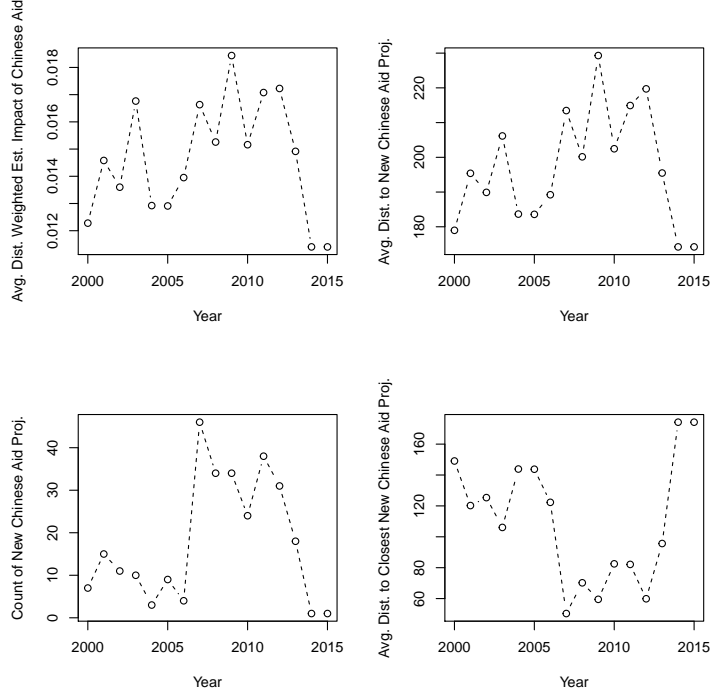 Avg. Dist. Weighted Est. Impact of Chinese Aid
0.012 0.014 0.016 0.018
2000 2005 2010 2015
Year
Avg. Dist. to New Chinese Aid Proj.
180 200 220
2000 2005 2010 2015
Year
Count of New Chinese Aid Proj.
0 10 20 30 40
2000 2005 2010 2015
Year
Avg. Dist. to Closest New Chinese Aid Proj.
60 80 120 160
2000 2005 2010 2015
Year